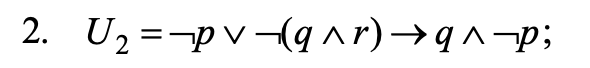 2. U₂ = ¬p ∨ ¬(q ∧ r) → q ∧ ¬p;